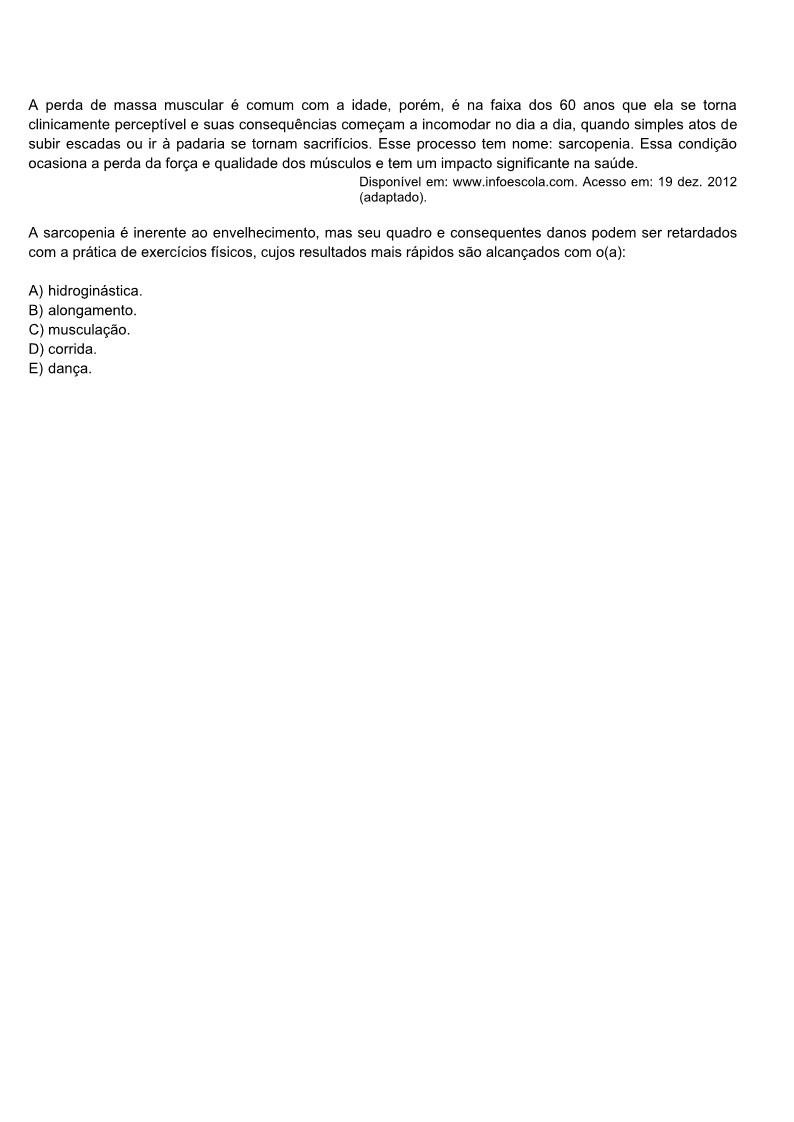 A perda de massa muscular é comum com a idade, porém, é na faixa dos 60 anos que ela se torna
clinicamente perceptível e suas consequências começam a incomodar no dia a dia, quando simples atos de
subir escadas ou ir à padaria se tornam sacrifícios. Esse processo tem nome: sarcopenia. Essa condição
ocasiona a perda da força e qualidade dos músculos e tem um impacto significante na saúde.
Disponível em: www.infoescola.com. Acesso em: 19 dez. 2012
(adaptado).
A sarcopenia é inerente ao envelhecimento, mas seu quadro e consequentes danos podem ser retardados
com a prática de exercícios físicos, cujos resultados mais rápidos são alcançados com o(a):
A) hidroginástica.
B) alongamento.
C) musculação.
D) corrida.
E) dança.